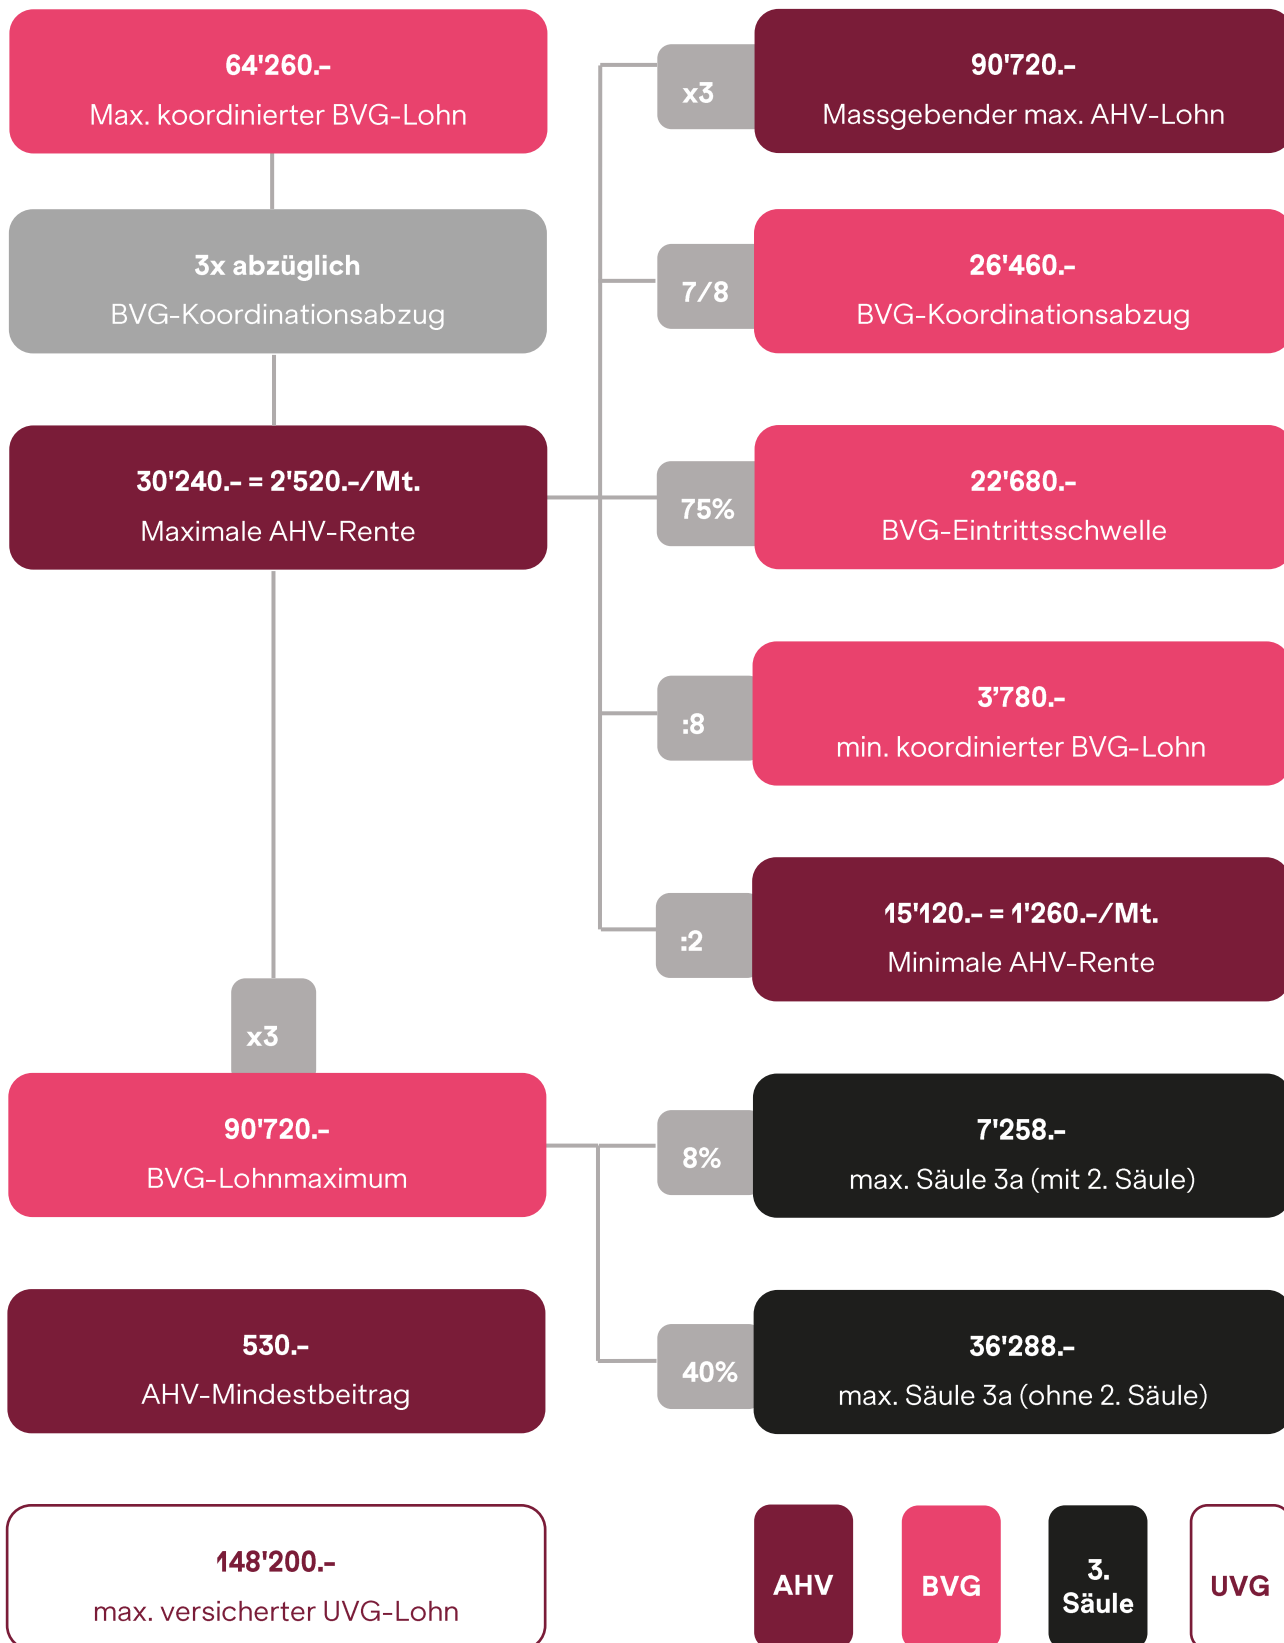 64'260.-
Max. koordinierter BVG-Lohn
3x abzüglich
BVG-Koordinationsabzug
30'240.- = 2'520.-/Mt.
Maximale AHV-Rente
x3
90'720.-
Massgebender max. AHV-Lohn
7/8
26'460.-
BVG-Koordinationsabzug
75%
22'680.-
BVG-Eintrittsschwelle
:8
3’780.-
min. koordinierter BVG-Lohn
:2
15'120.- = 1'260.-/Mt.
Minimale AHV-Rente
x3
90'720.-
BVG-Lohnmaximum
8%
7'258.-
max. Säule 3a (mit 2. Säule)
40%
36'288.-
max. Säule 3a (ohne 2. Säule)
530.-
AHV-Mindestbeitrag
148'200.-
max. versicherter UVG-Lohn
AHV
BVG
3.
Säule
UVG